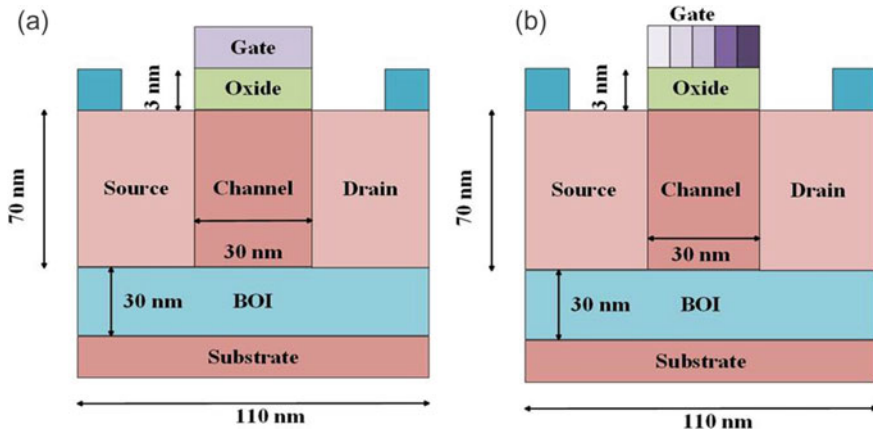 (a)
Gate
Oxide
3 nm
70 nm
Source
Channel
Drain
30 nm
30 nm
BOI
Substrate
110 nm
(b)
Gate
Oxide
3 nm
70 nm
Source
Channel
Drain
30 nm
30 nm
BOI
Substrate
110 nm